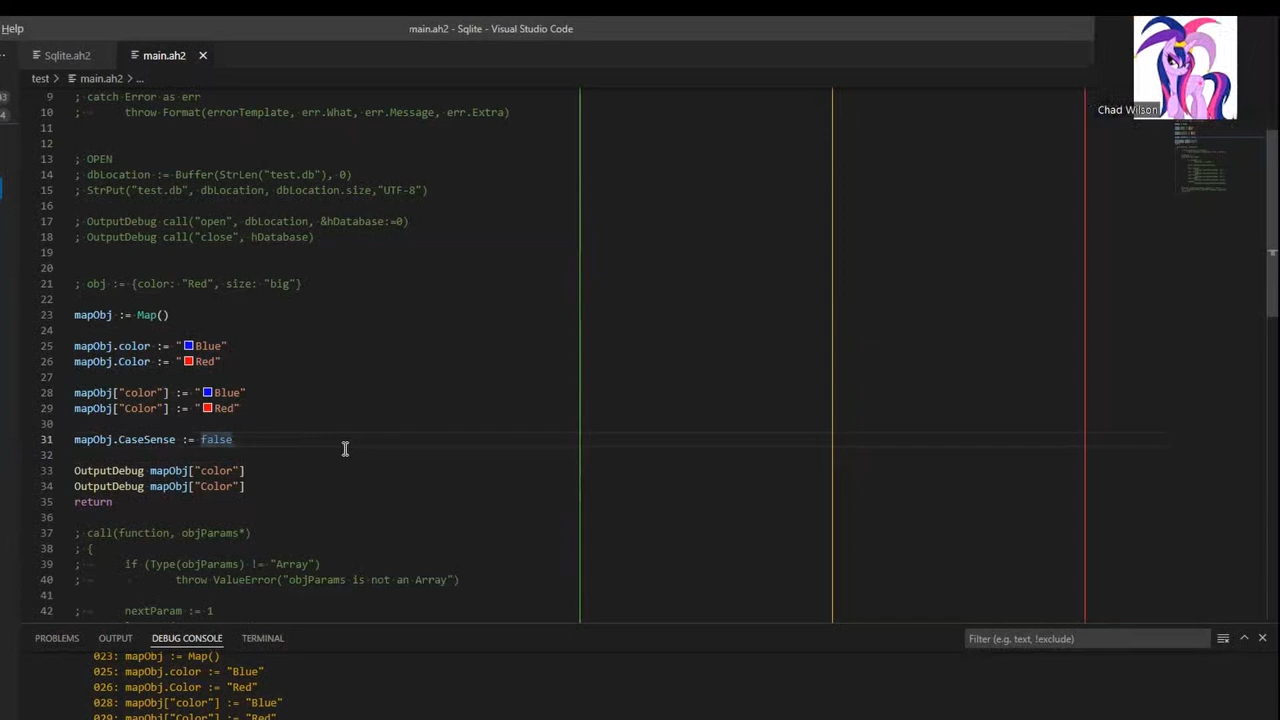 Help
main.ah2 - Sqlite - Visual Studio Code
Sqlite.ah2
main.ah2
test > main.ah2 > ...
Chad Wilson
9 ; catch Error as err
10 ; throw Format(errorTemplate, err.What, err.Message, err.Extra)
11
12
13 ; OPEN
14 ; dbLocation := Buffer(StrLen("test.db"), 0)
15 ; StrPut("test.db", dbLocation, dbLocation.size,"UTF-8")
16
17 ; OutputDebug call("open", dbLocation, &hDatabase:=0)
18 ; OutputDebug call("close", hDatabase)
19
20
21 ; obj := {color: "Red", size: "big"}
22
23 mapObj := Map()
24
25 mapObj.color := "Blue"
26 mapObj.Color := "Red"
27
28 mapObj["color"] := "Blue"
29 mapObj["Color"] := "Red"
30
31 mapObj.CaseSense := false
32
33 OutputDebug mapObj["color"]
34 OutputDebug mapObj["Color"]
35 return
36
37 ; call(function, objParams*)
38 ; {
39 ; if (Type(objParams) != "Array")
40 ; throw ValueError("objParams is not an Array")
41
42 ; nextParam := 1
PROBLEMS OUTPUT DEBUG CONSOLE TERMINAL
Filter (e.g. text, !exclude)
023: mapObj := Map()
025: mapObj.color := "Blue"
026: mapObj.Color := "Red"
028: mapObj["color"] := "Blue"
029: mapObj["Color"] := "Red"